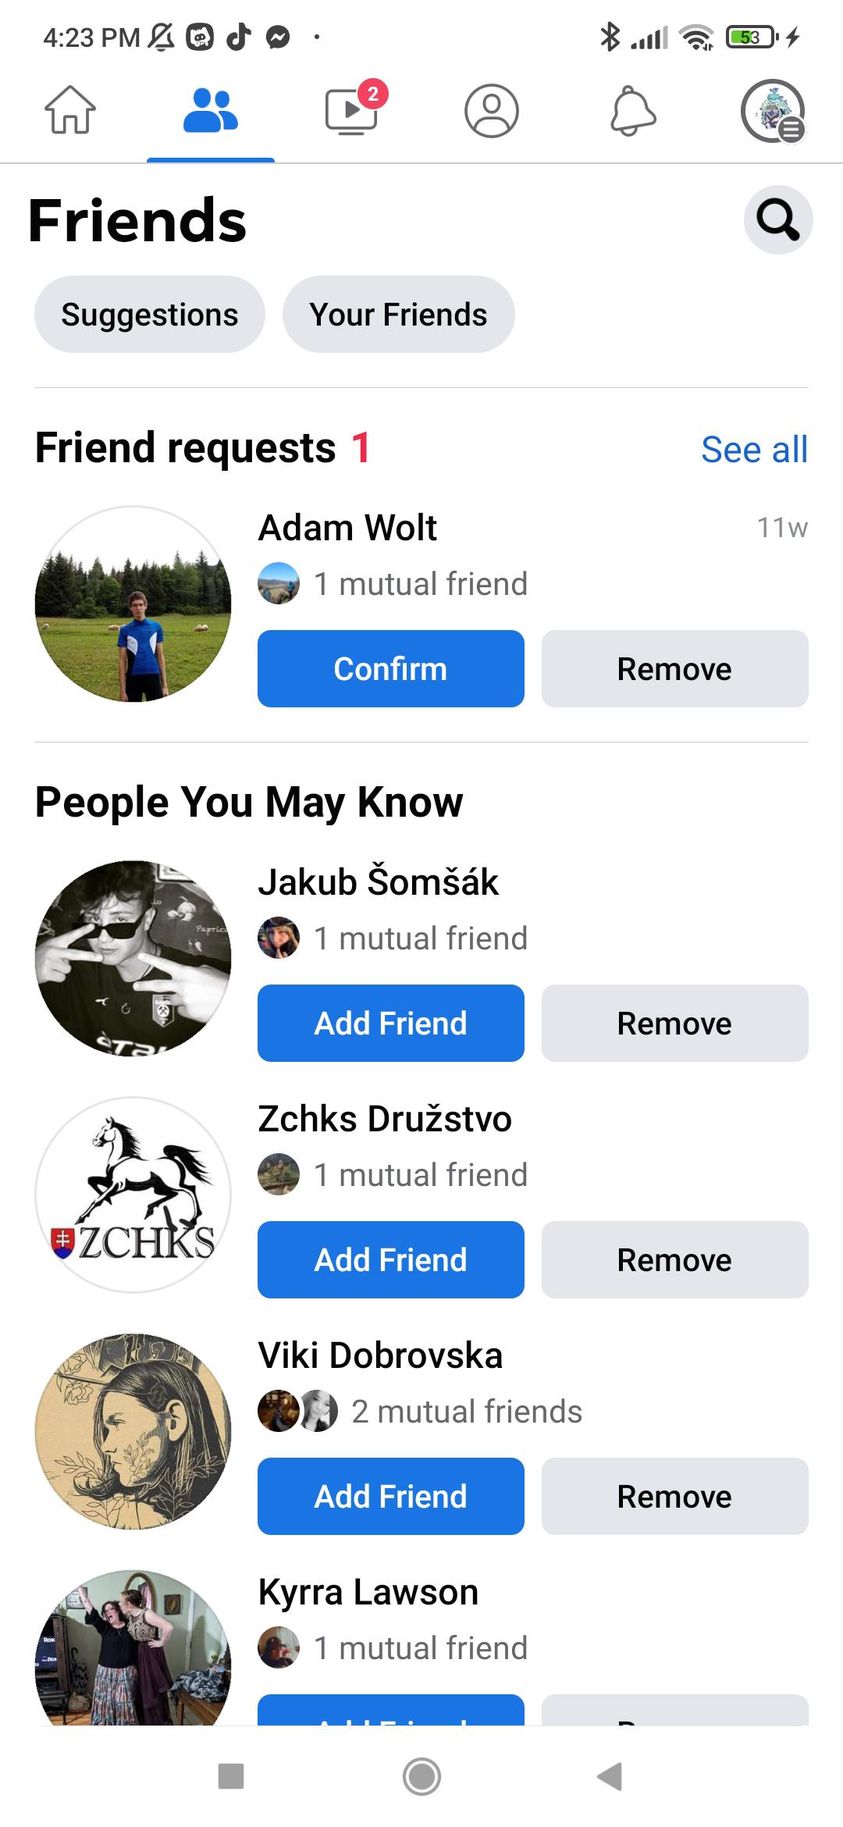 4:23 PM
53
2
Friends
Suggestions
Your Friends
Friend requests 1
See all
Adam Wolt
11w
1 mutual friend
Confirm
Remove
People You May Know
Jakub Šomšák
1 mutual friend
Add Friend
Remove
Zchks Družstvo
1 mutual friend
ZCHKS
Add Friend
Remove
Viki Dobrovska
2 mutual friends
Add Friend
Remove
Kyrra Lawson
1 mutual friend